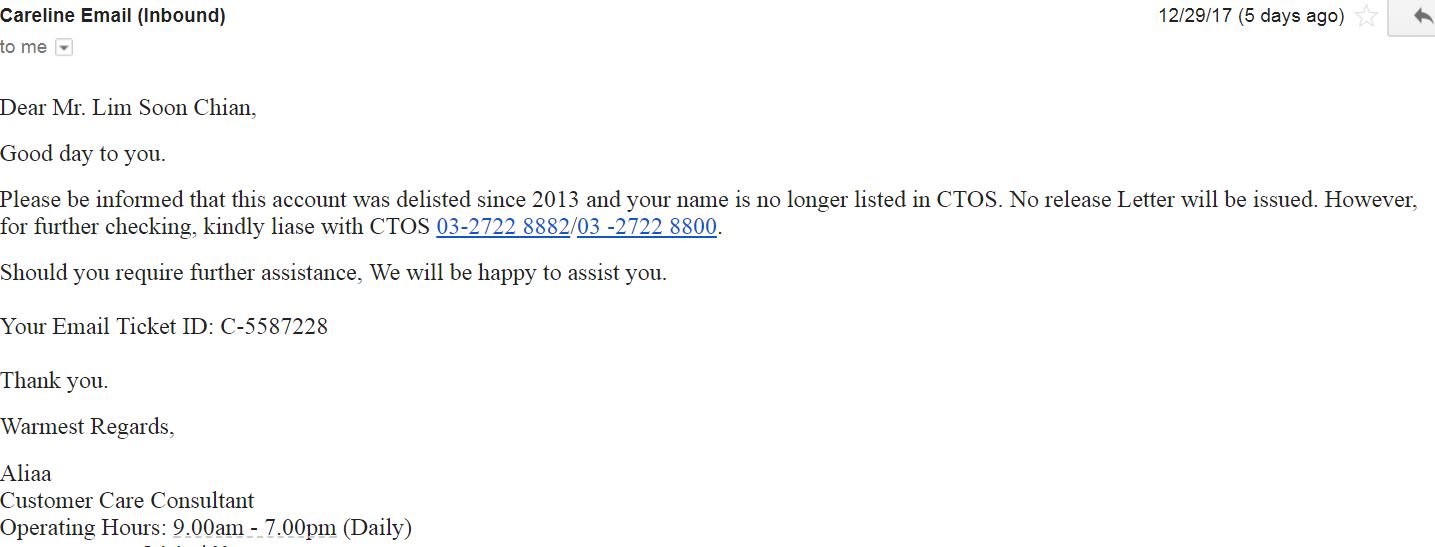 Careline Email (Inbound)
12/29/17 (5 days ago)
to me
Dear Mr. Lim Soon Chian,
Good day to you.
Please be informed that this account was delisted since 2013 and your name is no longer listed in CTOS. No release Letter will be issued. However,
for further checking, kindly liase with CTOS 03-2722 8882/03 -2722 8800.
Should you require further assistance, We will be happy to assist you.
Your Email Ticket ID: C-5587228
Thank you.
Warmest Regards,
Aliaa
Customer Care Consultant
Operating Hours: 9.00am - 7.00pm (Daily)